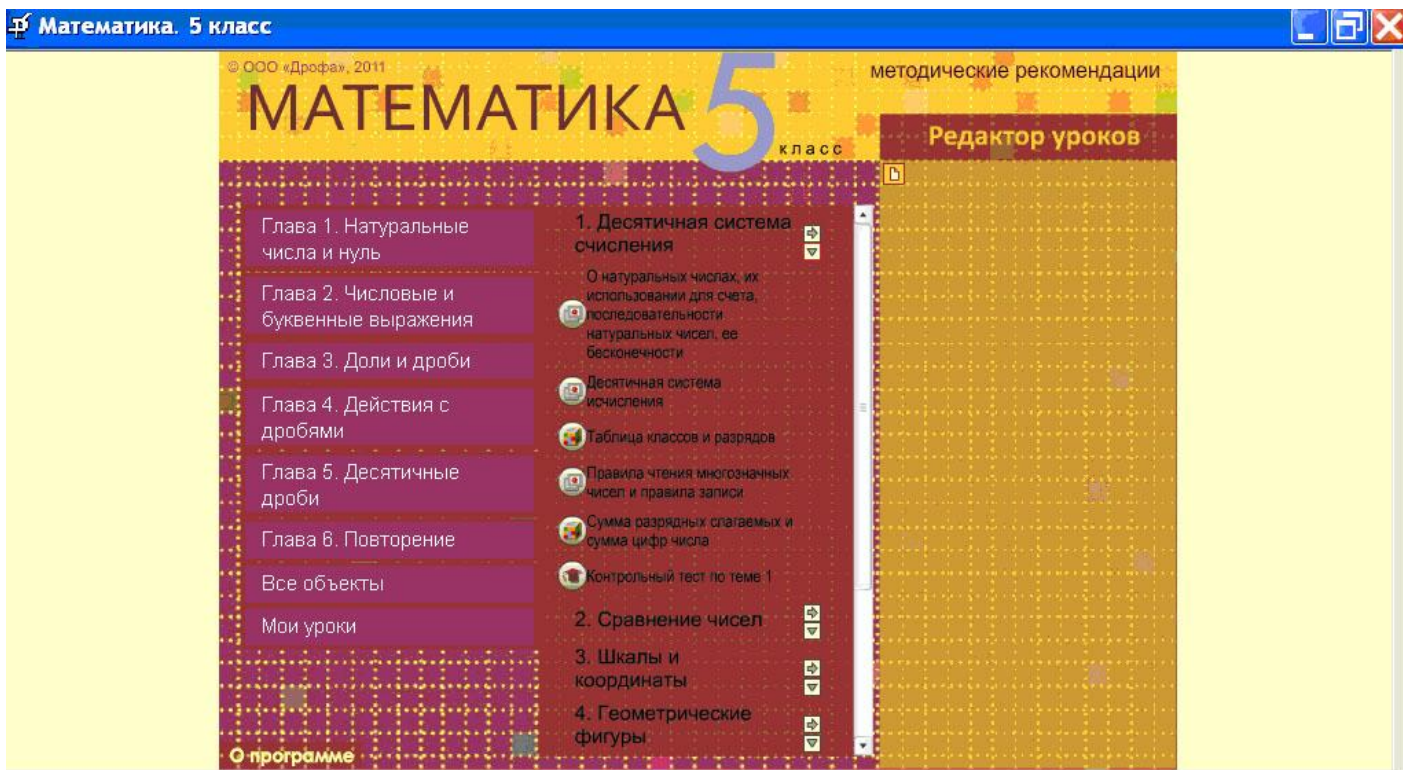 Математика. 5 класс
© ООО «Дрофа», 2011
МАТЕМАТИКА 5
класс
методические рекомендации
Редактор уроков
Глава 1. Натуральные
числа и нуль
Глава 2. Числовые и
буквенные выражения
Глава 3. Доли и дроби
Глава 4. Действия с
дробями
Глава 5. Десятичные
дроби
Глава 6. Повторение
Все объекты
Мои уроки
О программе
1. Десятичная система
счисления
О натуральных числах, их
использовании для счета,
последовательности
натуральных чисел, ее
бесконечности
Десятичная система
исчисления
Таблица классов и разрядов
Правила чтения многозначных
чисел и правила записи
Сумма разрядных слагаемых и
сумма цифр числа
Контрольный тест по теме 1
2. Сравнение чисел
3. Шкалы и
координаты
4. Геометрические
фигуры